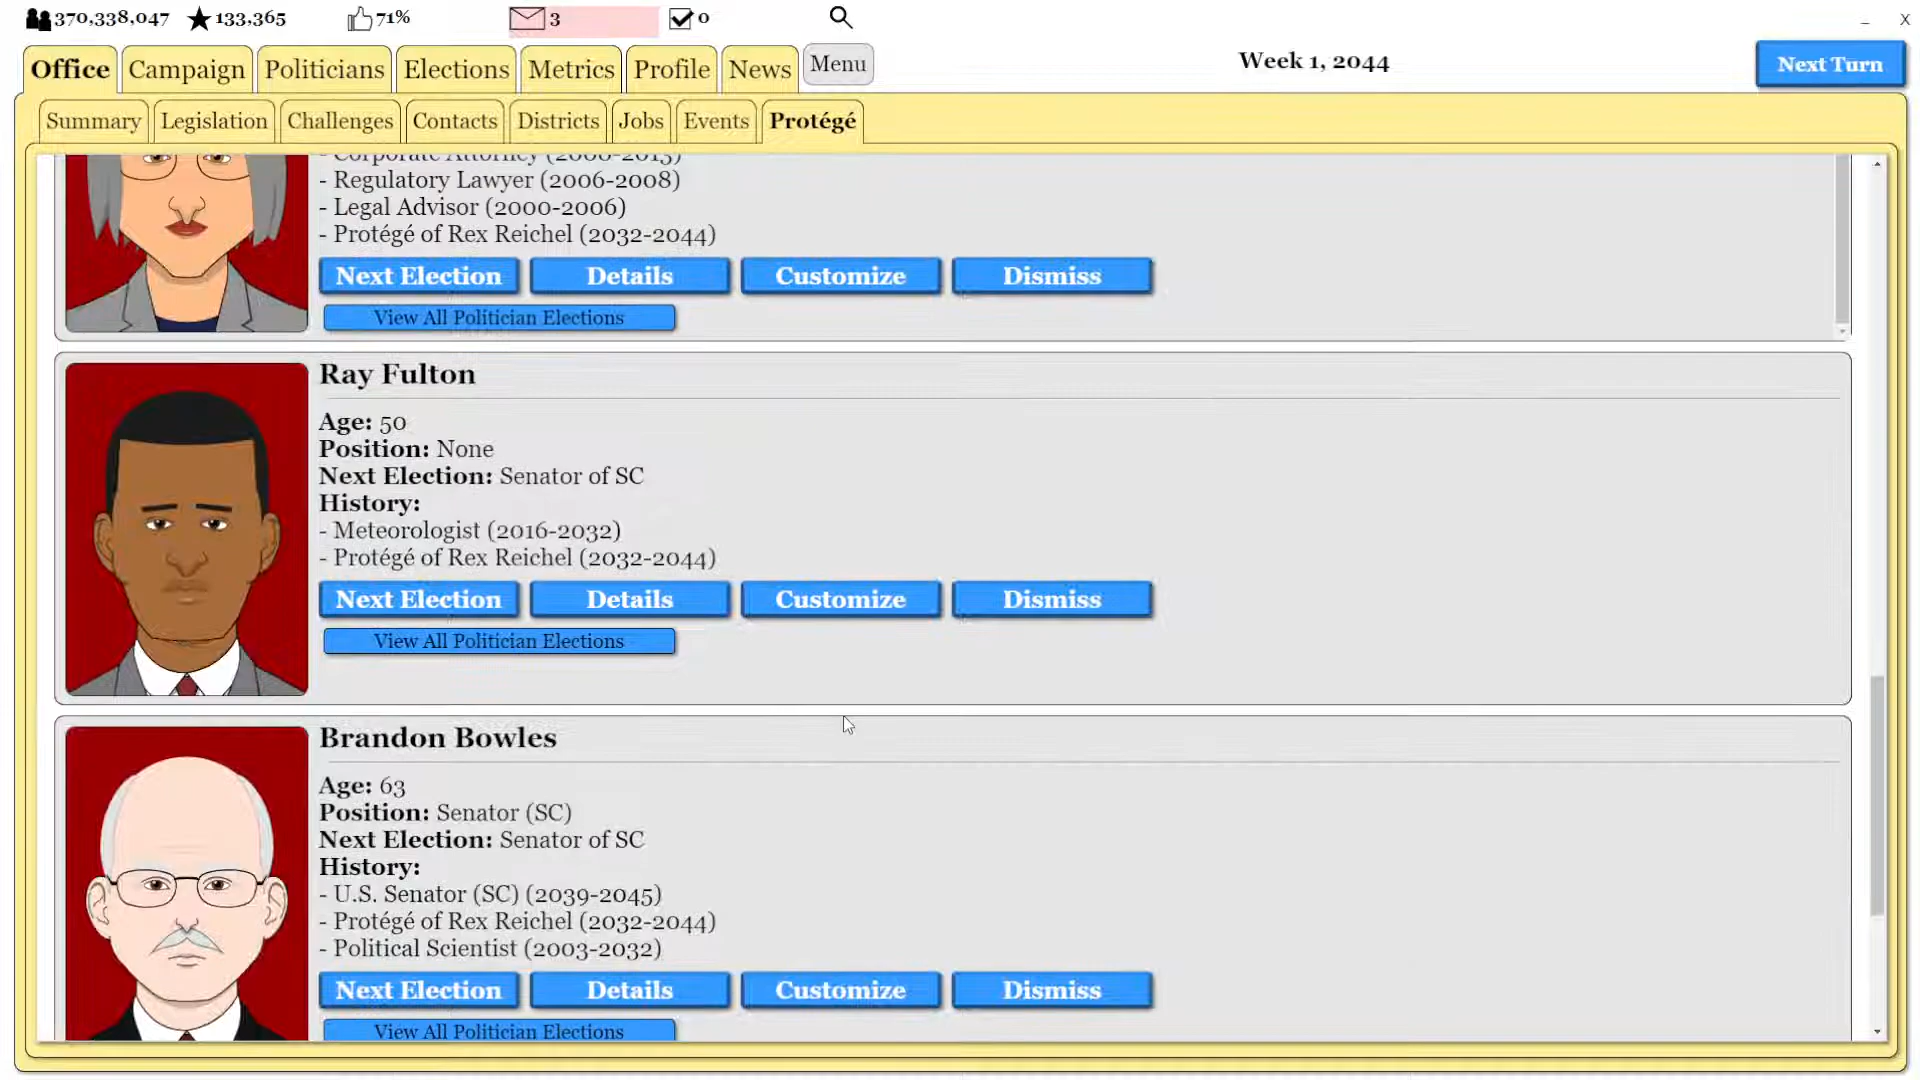 370,338,047 133,365 71% 3 0
Office Campaign Politicians Elections Metrics Profile News Menu Week 1, 2044 _ X Next Turn
Summary Legislation Challenges Contacts Districts Jobs Events Protégé
- Corporate Attorney (2008-2013)
- Regulatory Lawyer (2006-2008)
- Legal Advisor (2000-2006)
- Protégé of Rex Reichel (2032-2044)
Next Election Details Customize Dismiss
View All Politician Elections
Ray Fulton
Age: 50
Position: None
Next Election: Senator of SC
History:
- Meteorologist (2016-2032)
- Protégé of Rex Reichel (2032-2044)
Next Election Details Customize Dismiss
View All Politician Elections
Brandon Bowles
Age: 63
Position: Senator (SC)
Next Election: Senator of SC
History:
- U.S. Senator (SC) (2039-2045)
- Protégé of Rex Reichel (2032-2044)
- Political Scientist (2003-2032)
Next Election Details Customize Dismiss
View All Politician Elections